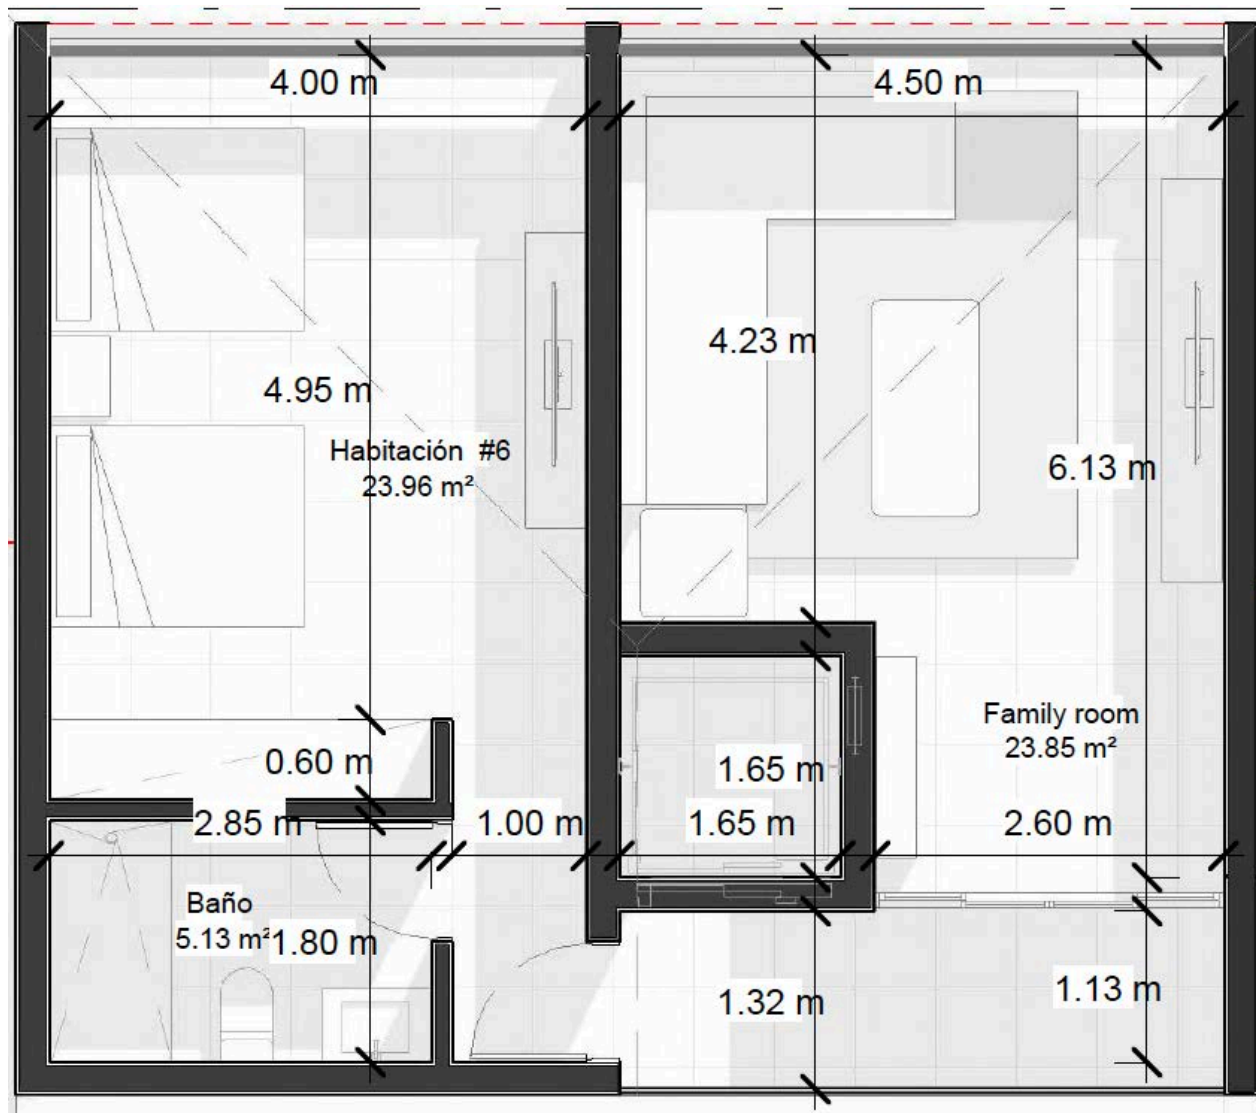 4.00 m
4.50 m
4.23 m
4.95 m
Habitación #6
23.96 m²
6.13 m
Family room
23.85 m²
0.60 m
1.65 m
2.85 m
1.00 m
1.65 m
2.60 m
Baño
5.13 m²
1.80 m
1.32 m
1.13 m